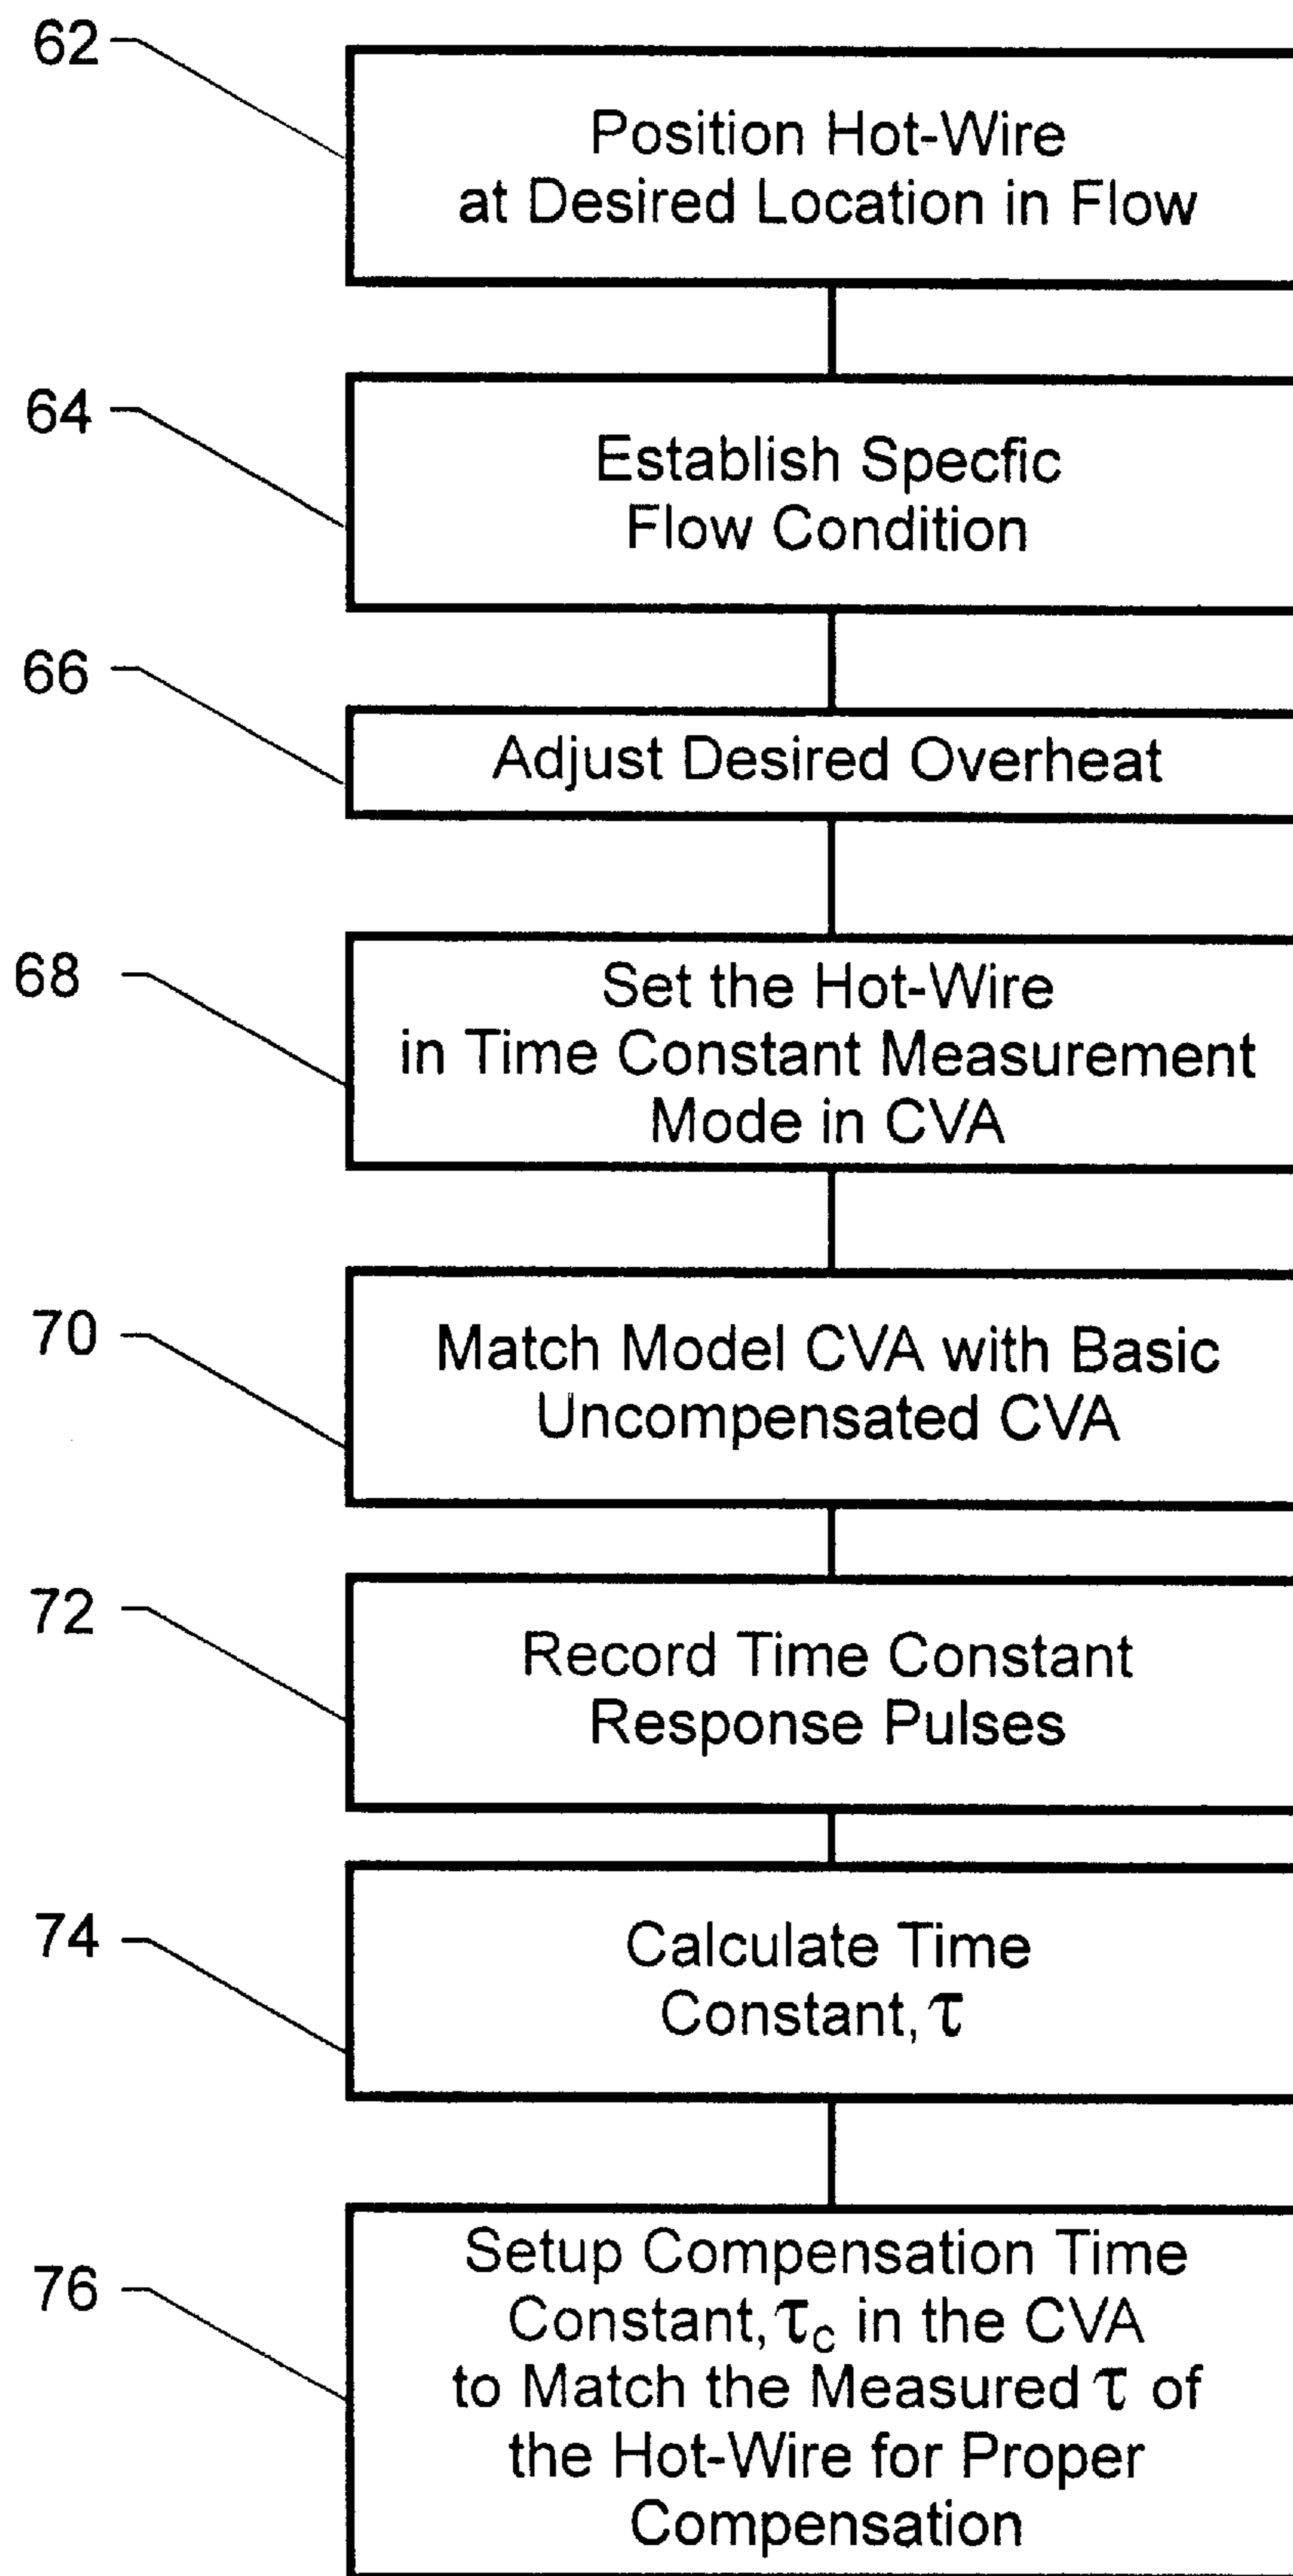 62
Position Hot-Wire
at Desired Location in Flow
64
Establish Specfic
Flow Condition
66
Adjust Desired Overheat
68
Set the Hot-Wire
in Time Constant Measurement
Mode in CVA
70
Match Model CVA with Basic
Uncompensated CVA
72
Record Time Constant
Response Pulses
74
Calculate Time
Constant, τ
76
Setup Compensation Time
Constant, τc in the CVA
to Match the Measured τ of
the Hot-Wire for Proper
Compensation